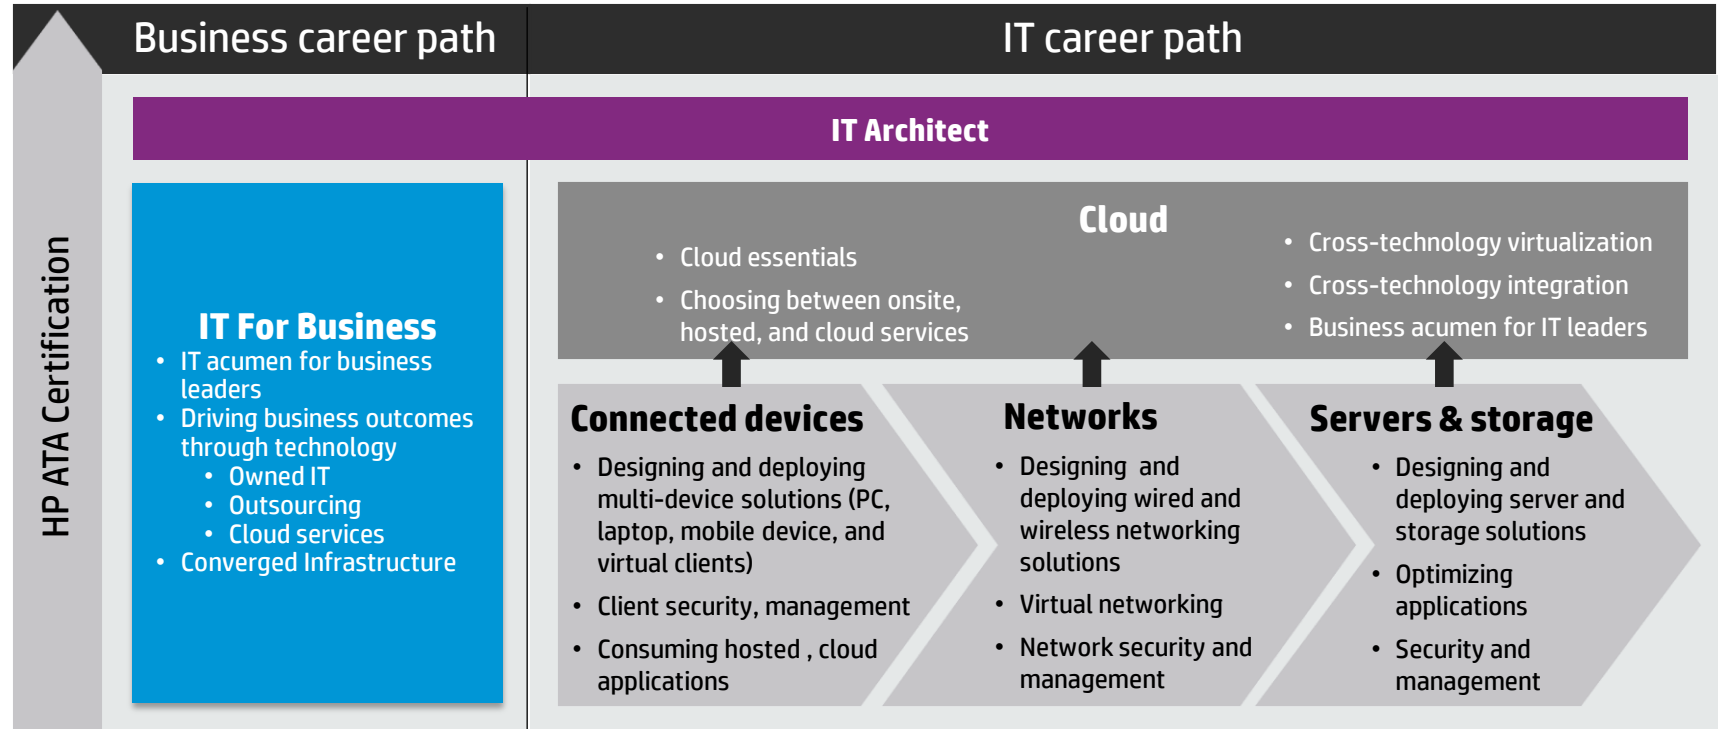 Business career path
IT career path
HP ATA Certification
IT Architect
IT For Business
• IT acumen for business
leaders
• Driving business outcomes
through technology
• Owned IT
• Outsourcing
• Cloud services
• Converged Infrastructure
Cloud
• Cloud essentials
• Choosing between onsite,
hosted, and cloud services
• Cross-technology virtualization
• Cross-technology integration
• Business acumen for IT leaders
Connected devices
• Designing and deploying
multi-device solutions (PC,
laptop, mobile device, and
virtual clients)
• Client security, management
• Consuming hosted , cloud
applications
Networks
• Designing and
deploying wired and
wireless networking
solutions
• Virtual networking
• Network security and
management
Servers & storage
• Designing and
deploying server and
storage solutions
• Optimizing
applications
• Security and
management